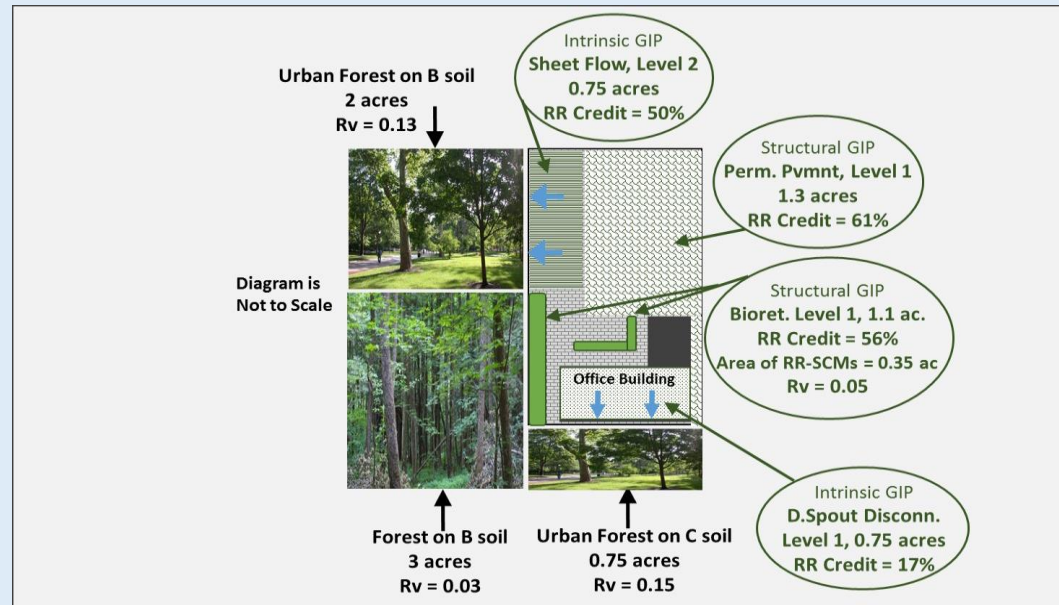 Intrinsic GIP
Sheet Flow, Level 2
0.75 acres
RR Credit = 50%
Urban Forest on B soil
2 acres
Rv = 0.13
Structural GIP
Perm. Pvmnt, Level 1
1.3 acres
RR Credit = 61%
Diagram is
Not to Scale
Structural GIP
Bioret. Level 1, 1.1 ac.
RR Credit = 56%
Area of RR-SCMs = 0.35 ac
Rv = 0.05
Office Building
Intrinsic GIP
D.Spout Disconn.
Level 1, 0.75 acres
RR Credit = 17%
Forest on B soil
3 acres
Rv = 0.03
Urban Forest on C soil
0.75 acres
Rv = 0.15